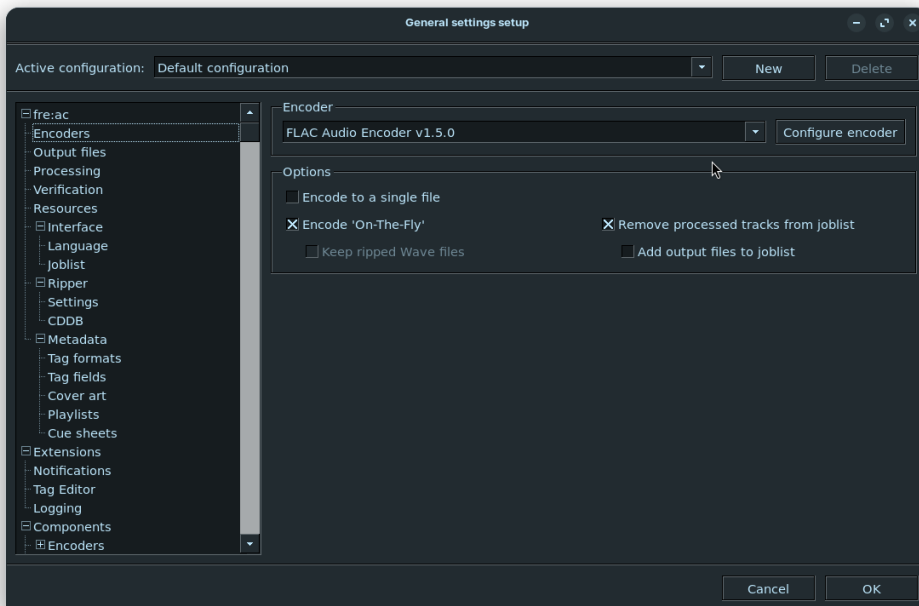 General settings setup
Active configuration: Default configuration New Delete
fre:ac
Encoders
Output files
Processing
Verification
Resources
Interface
Language
Joblist
Ripper
Settings
CDDB
Metadata
Tag formats
Tag fields
Cover art
Playlists
Cue sheets
Extensions
Notifications
Tag Editor
Logging
Components
Encoders
Encoder
FLAC Audio Encoder v1.5.0 Configure encoder
Options
Encode to a single file
Encode 'On-The-Fly' Remove processed tracks from joblist
Keep ripped Wave files Add output files to joblist
Cancel OK